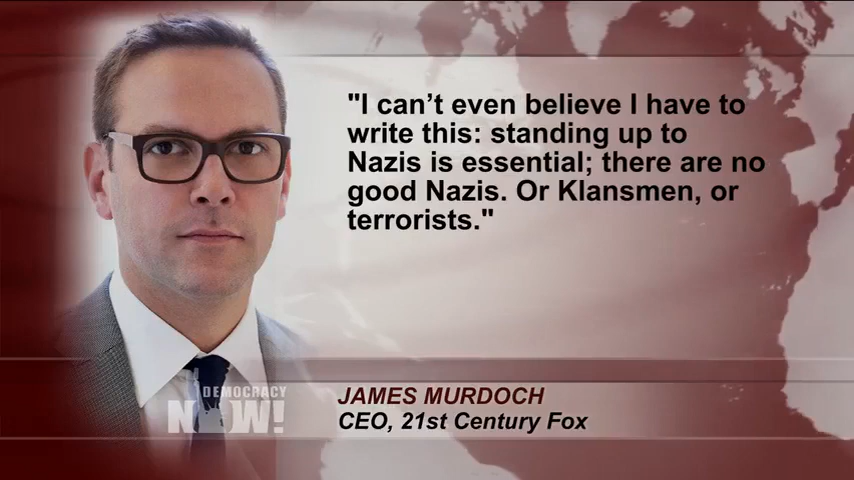 "I can’t even believe I have to
write this: standing up to
Nazis is essential; there are no
good Nazis. Or Klansmen, or
terrorists."
DEMOCRACY
NOW!
JAMES MURDOCH
CEO, 21st Century Fox